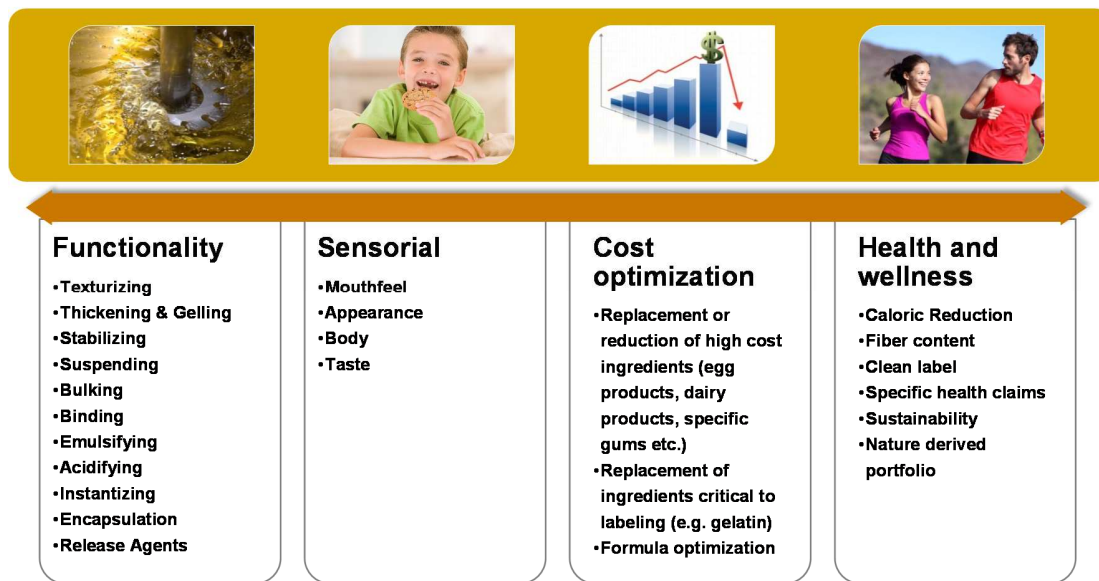 Functionality
•Texturizing
•Thickening & Gelling
•Stabilizing
•Suspending
•Bulking
•Binding
•Emulsifying
•Acidifying
•Instantizing
•Encapsulation
•Release Agents
Sensorial
•Mouthfeel
•Appearance
•Body
•Taste
Cost
optimization
•Replacement or
reduction of high cost
ingredients (egg
products, dairy
products, specific
gums etc.)
•Replacement of
ingredients critical to
labeling (e.g. gelatin)
•Formula optimization
Health and
wellness
•Caloric Reduction
•Fiber content
•Clean label
•Specific health claims
•Sustainability
•Nature derived
portfolio